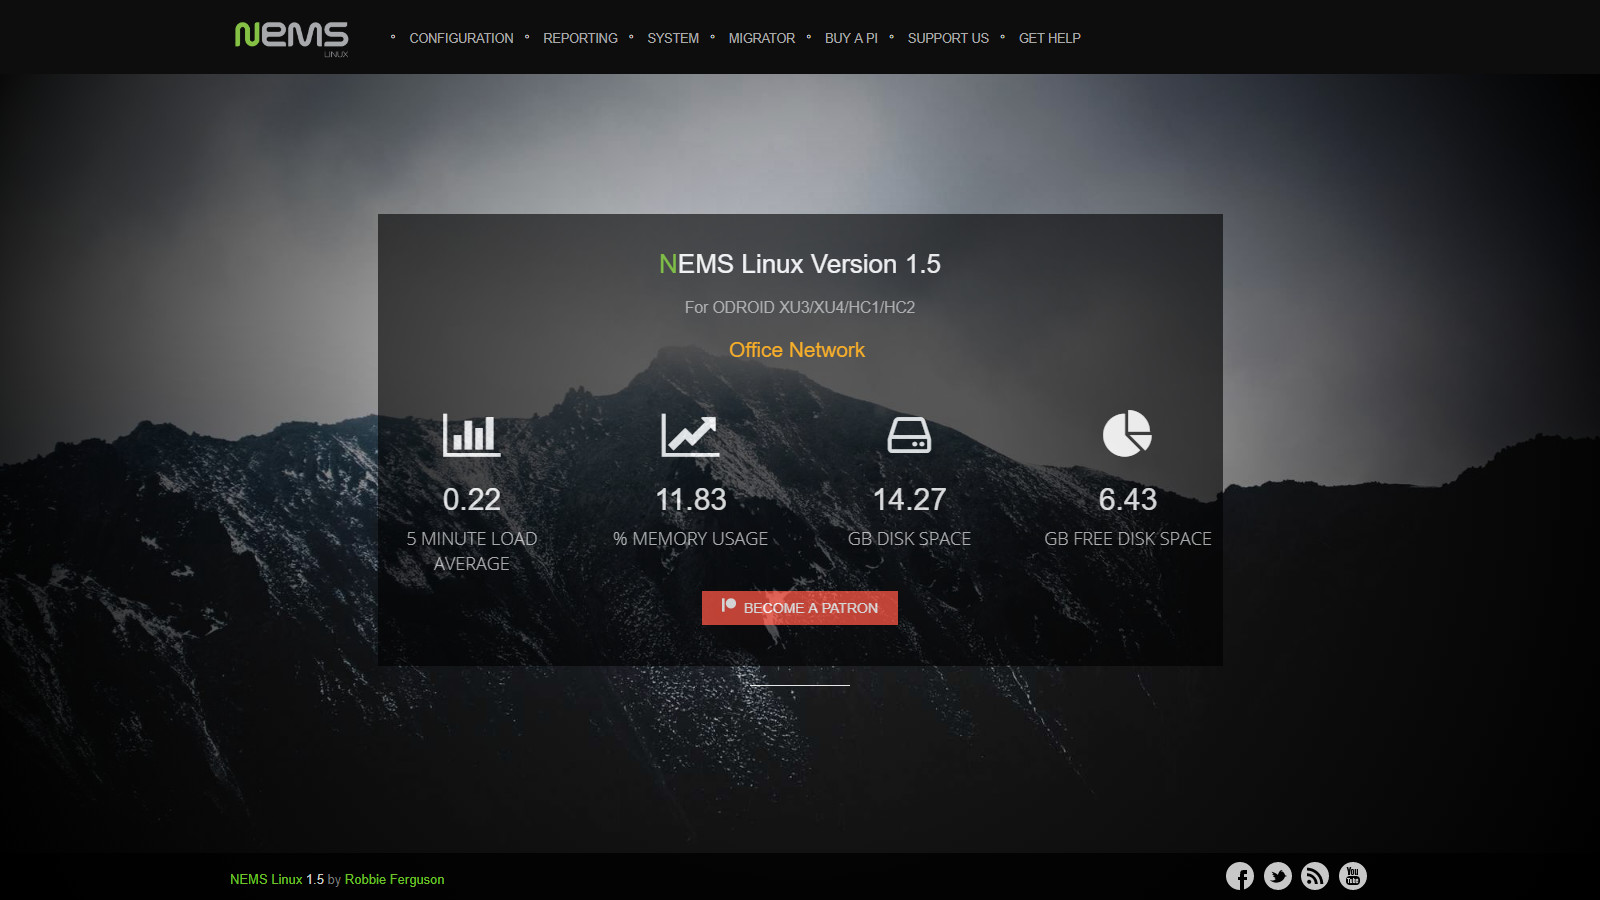 NEMS
LINUX
CONFIGURATION
REPORTING
SYSTEM
MIGRATOR
BUY A PI
SUPPORT US
GET HELP
NEMS Linux Version 1.5
For ODROID XU3/XU4/HC1/HC2
Office Network
0.22
5 MINUTE LOAD
AVERAGE
11.83
% MEMORY USAGE
14.27
GB DISK SPACE
6.43
GB FREE DISK SPACE
BECOME A PATRON
NEMS Linux 1.5 by Robbie Ferguson
You
Tube